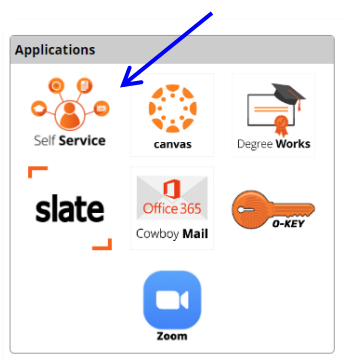 Applications
Self Service
canvas
Degree Works
slate
Office 365
Cowboy Mail
O-KEY
Zoom